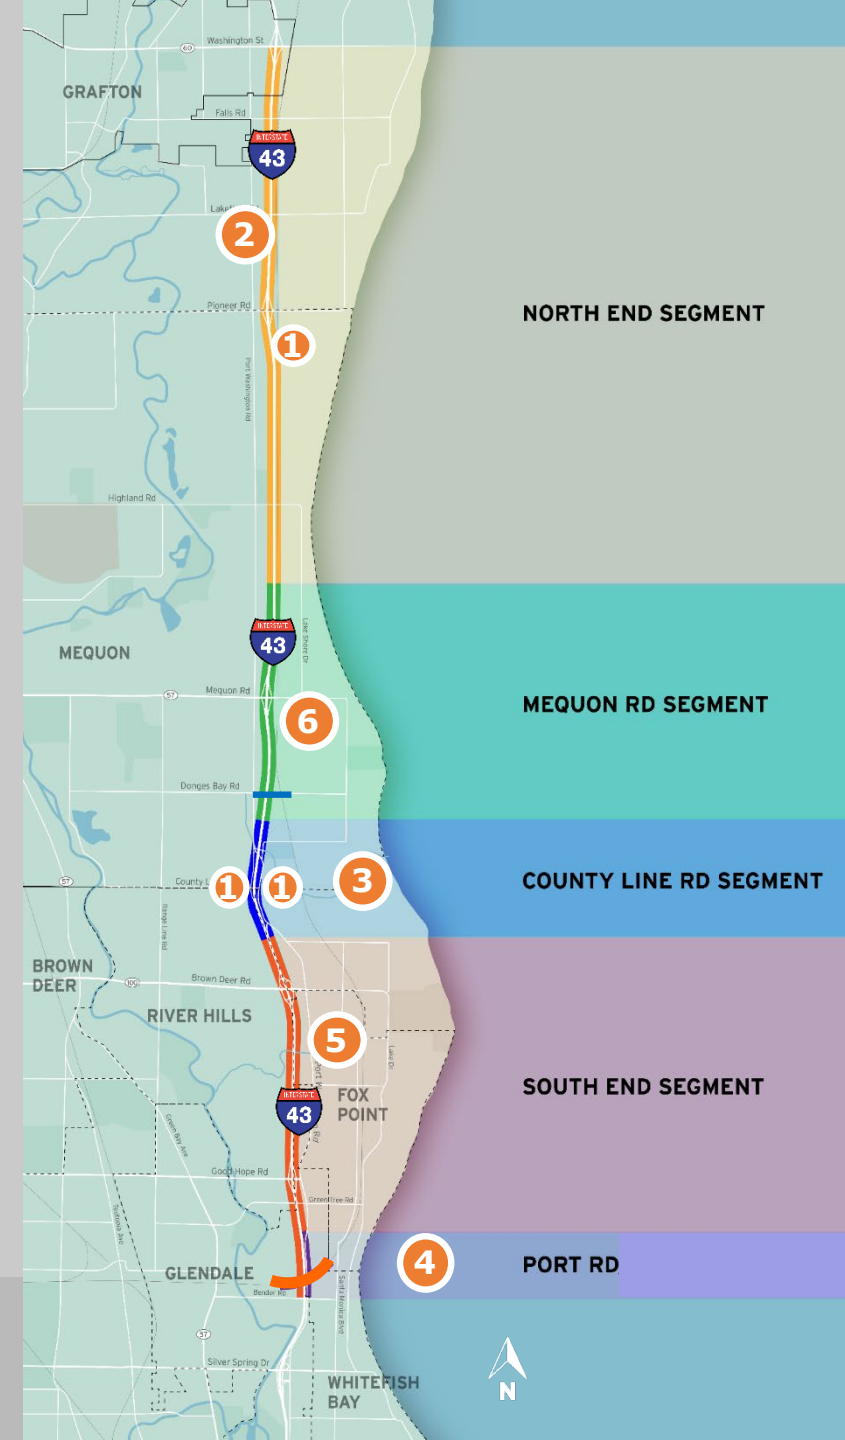 Washington St
60
GRAFTON
Falls Rd
INTERSTATE
43
2
Pioneer Rd
NORTH END SEGMENT
1
Port Washington Rd
Highland Rd
INTERSTATE
43
Lake Shore Dr
MEQUON
Mequon Rd
57
MEQUON RD SEGMENT
6
Donges Bay Rd
57
County L
1
1
3
COUNTY LINE RD SEGMENT
Range Line Rd
BROWN
DEER
100
Brown Deer Rd
RIVER HILLS
5
Lake Dr
INTERSTATE
43
FOX
POINT
SOUTH END SEGMENT
Green Bay Ave
Good Hope Rd
Green Tree Rd
Teutonia Ave
4
PORT RD
GLENDALE
Bender Rd
Santa Monica Blvd
57
Silver Spring Dr
WHITEFISH
BAY
N